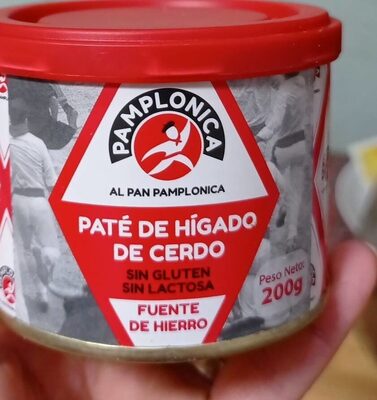 PAMPLONICA
AL PAN PAMPLONICA
PATÉ DE HÍGADO
DE CERDO
SIN GLUTEN
SIN LACTOSA
Peso Neto:
200g
FUENTE
DE HIERRO